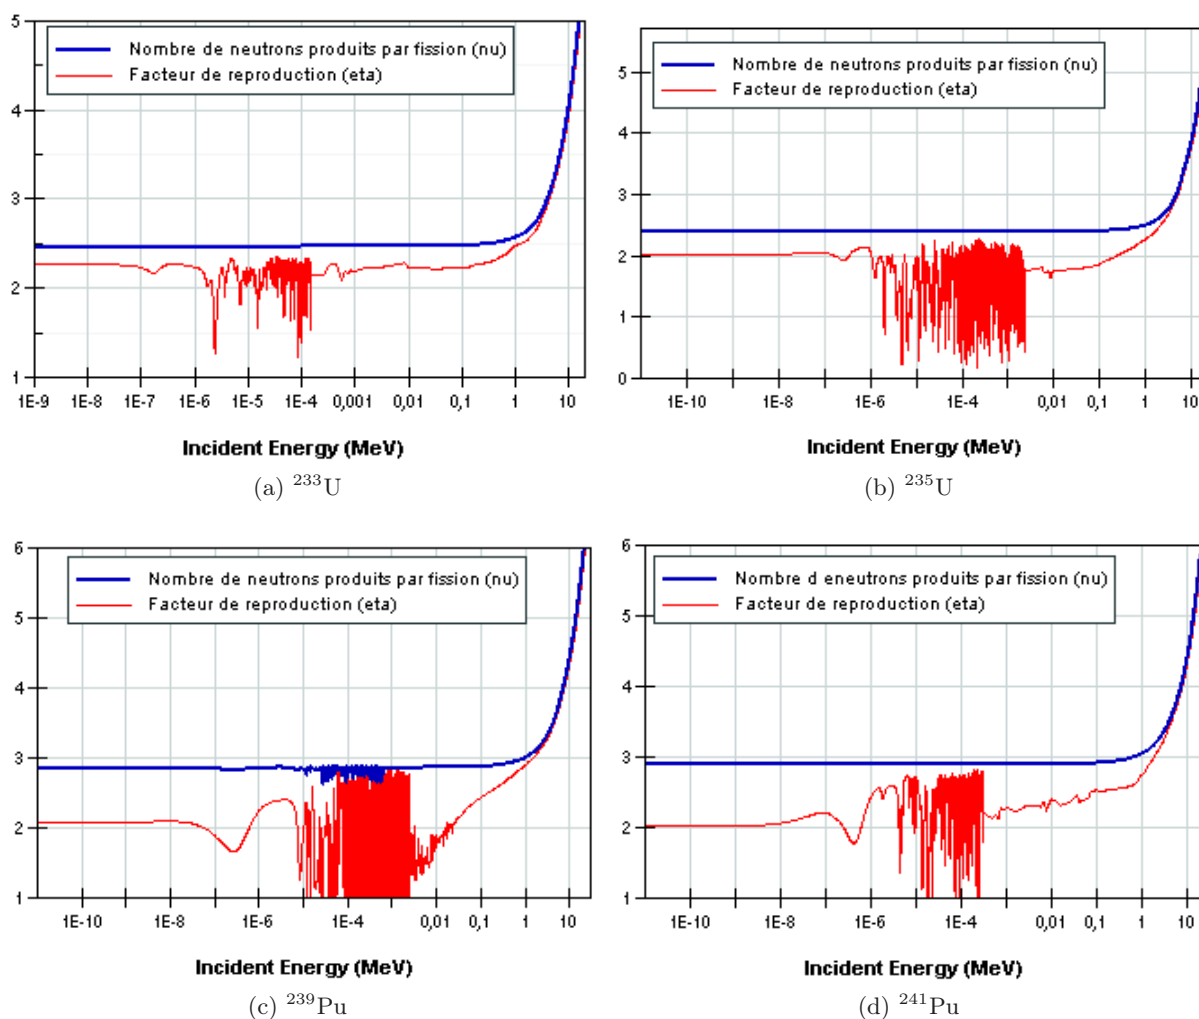 5
4
3
2
1
Nombre de neutrons produits par fission (nu)
Facteur de reproduction (eta)
1E-9 1E-8 1E-7 1E-6 1E-5 1E-4 0,001 0,01 0,1 1 10
Incident Energy (MeV)
(a) ²³³U
5
4
3
2
1
0
Nombre de neutrons produits par fission (nu)
Facteur de reproduction (eta)
1E-10 1E-8 1E-6 1E-4 0,01 0,1 1 10
Incident Energy (MeV)
(b) ²³⁵U
6
5
4
3
2
1
Nombre de neutrons produits par fission (nu)
Facteur de reproduction (eta)
1E-10 1E-8 1E-6 1E-4 0,01 0,1 1 10
Incident Energy (MeV)
(c) ²³⁹Pu
6
5
4
3
2
1
Nombre d eneutrons produits par fission (nu)
Facteur de reproduction (eta)
1E-10 1E-8 1E-6 1E-4 0,01 0,1 1 10
Incident Energy (MeV)
(d) ²⁴¹Pu